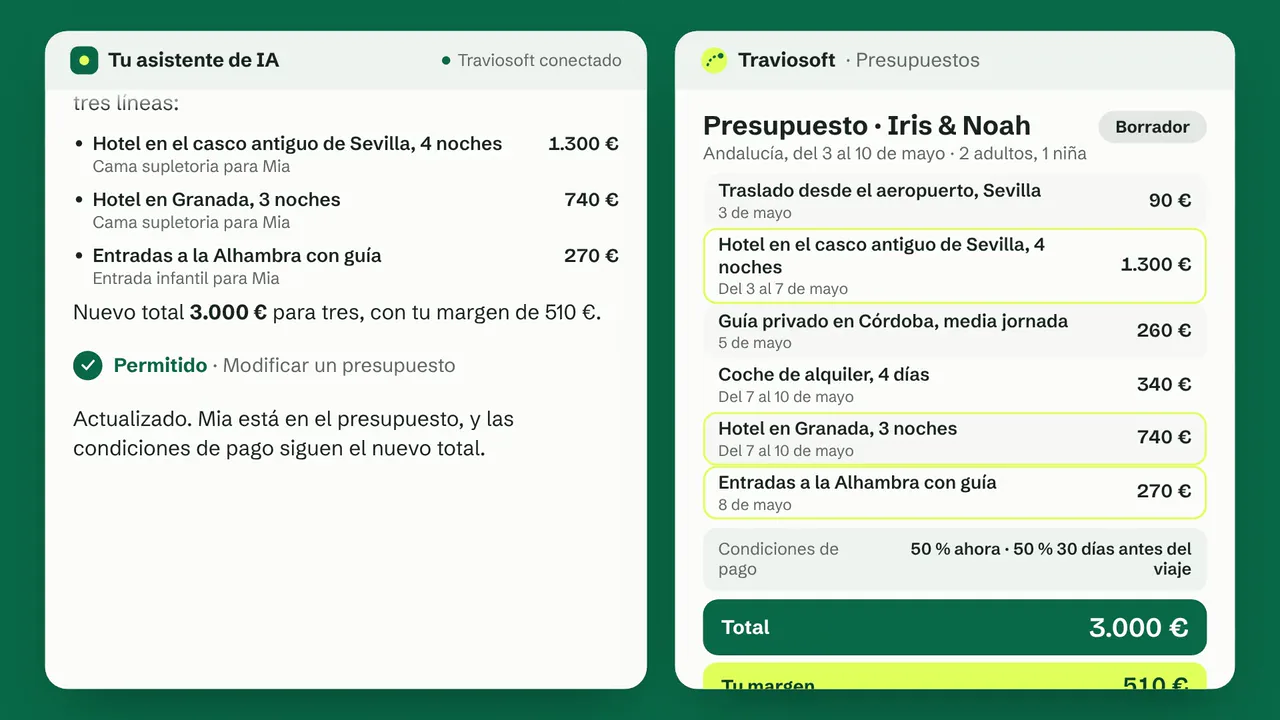 Tu asistente de IA
Traviosoft conectado
tres líneas:
• Hotel en el casco antiguo de Sevilla, 4 noches 1.300 €
Cama supletoria para Mia
• Hotel en Granada, 3 noches 740 €
Cama supletoria para Mia
• Entradas a la Alhambra con guía 270 €
Entrada infantil para Mia
Nuevo total 3.000 € para tres, con tu margen de 510 €.
Permitido · Modificar un presupuesto
Actualizado. Mia está en el presupuesto, y las
condiciones de pago siguen el nuevo total.
Traviosoft · Presupuestos
Presupuesto · Iris & Noah
Borrador
Andalucía, del 3 al 10 de mayo · 2 adultos, 1 niña
Traslado desde el aeropuerto, Sevilla
3 de mayo
90 €
Hotel en el casco antiguo de Sevilla, 4
noches
Del 3 al 7 de mayo
1.300 €
Guía privado en Córdoba, media jornada
5 de mayo
260 €
Coche de alquiler, 4 días
Del 7 al 10 de mayo
340 €
Hotel en Granada, 3 noches
Del 7 al 10 de mayo
740 €
Entradas a la Alhambra con guía
8 de mayo
270 €
Condiciones de
pago
50 % ahora · 50 % 30 días antes del
viaje
Total 3.000 €
Tu margen 510 €